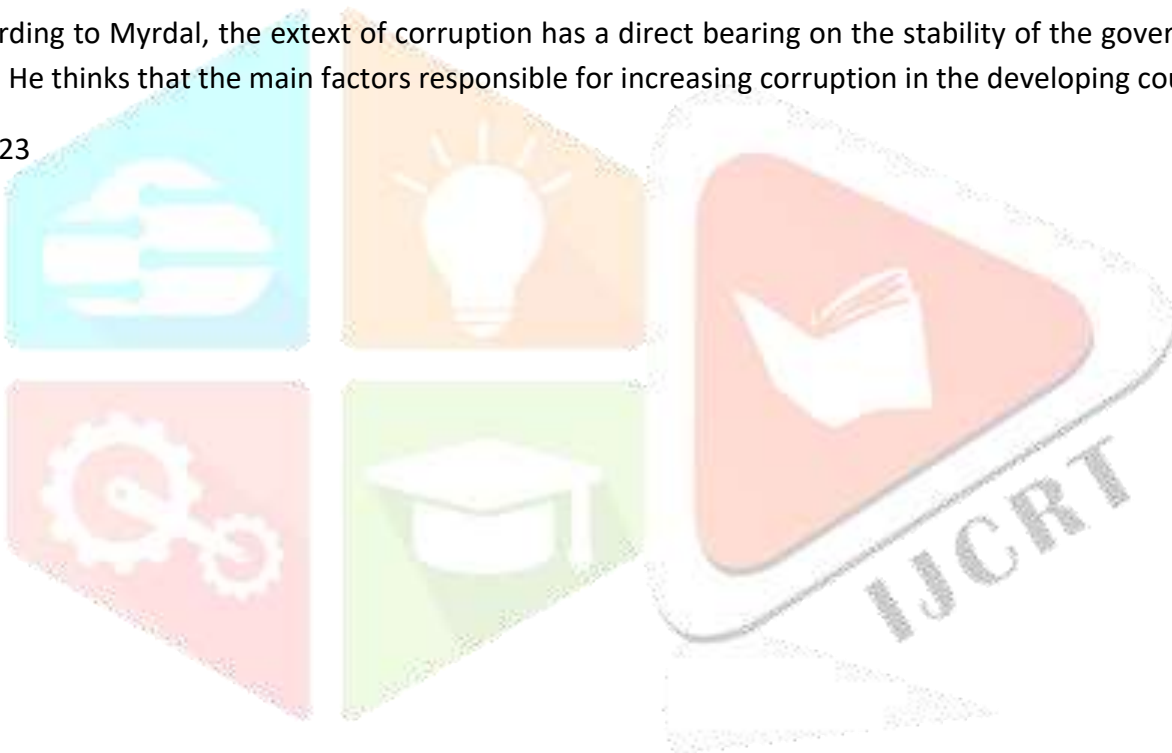 rding to Myrdal, the extext of corruption has a direct bearing on the stability of the gover
He thinks that the main factors responsible for increasing corruption in the developing cou
23
IJCRT